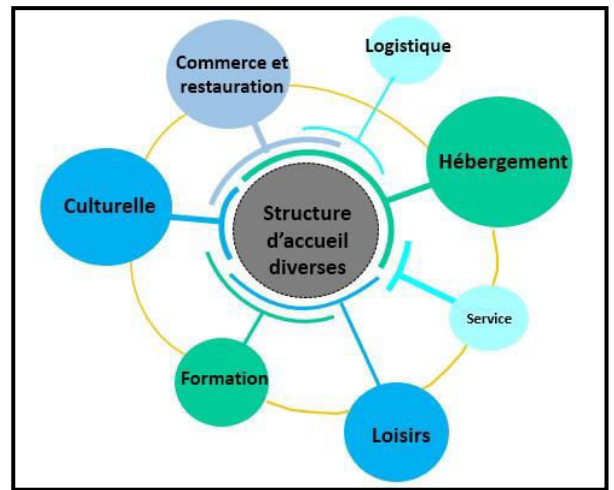 Logistique
Commerce et
restauration
Hébergement
Culturelle
Structure
d'accueil
diverses
Service
Formation
Loisirs